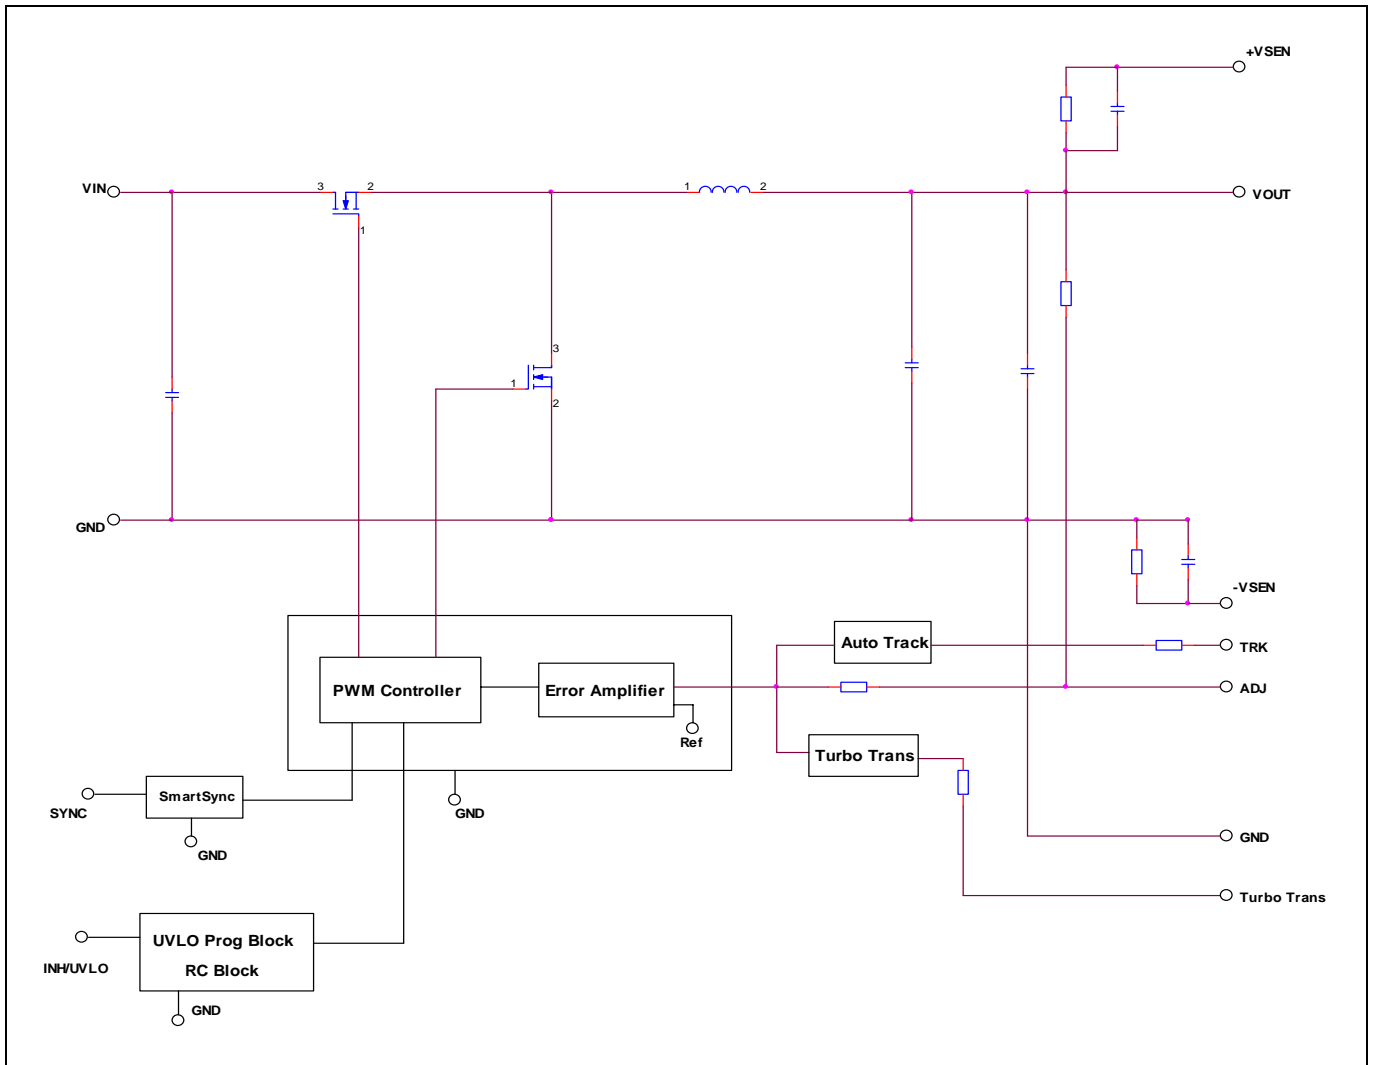 +VSEN
VIN
3
2
1
2
VOUT
1
3
1
2
GND
-VSEN
Auto Track
TRK
PWM Controller
Error Amplifier
ADJ
Ref
Turbo Trans
SmartSync
SYNC
GND
GND
GND
Turbo Trans
UVLO Prog Block
RC Block
INH/UVLO
GND